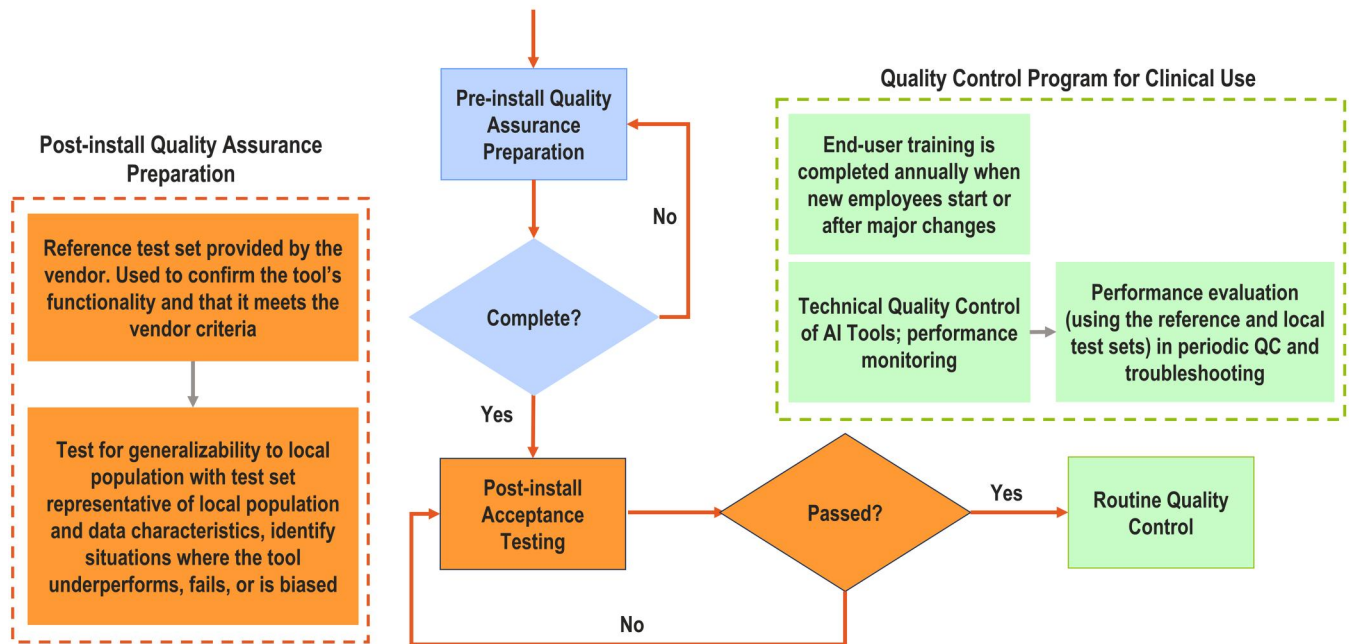 Quality Control Program for Clinical Use
Pre-install Quality
Assurance
Preparation
No
Complete?
Yes
Post-install Quality Assurance
Preparation
Reference test set provided by the
vendor. Used to confirm the tool’s
functionality and that it meets the
vendor criteria
Test for generalizability to local
population with test set
representative of local population
and data characteristics, identify
situations where the tool
underperforms, fails, or is biased
End-user training is
completed annually when
new employees start or
after major changes
Technical Quality Control
of AI Tools; performance
monitoring
Performance evaluation
(using the reference and local
test sets) in periodic QC and
troubleshooting
Post-install
Acceptance
Testing
Passed?
Yes
Routine Quality
Control
No